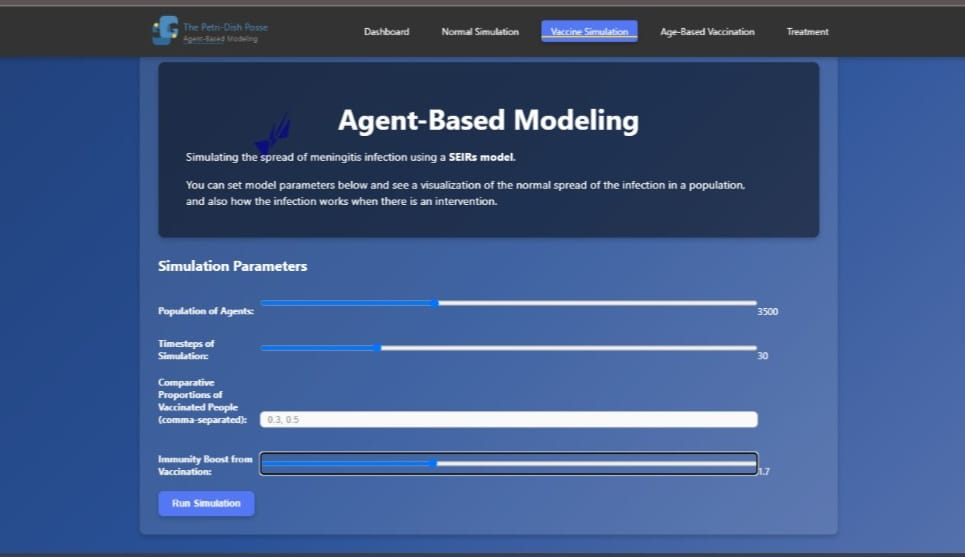 The Petri-Dish Posse
Agent-Based Modeling
Dashboard
Normal Simulation
Vaccine Simulation
Age-Based Vaccination
Treatment
Agent-Based Modeling
Simulating the spread of meningitis infection using a SEIRs model.
You can set model parameters below and see a visualization of the normal spread of the infection in a population,
and also how the infection works when there is an intervention.
Simulation Parameters
Population of Agents:
3500
Timesteps of
Simulation:
30
Comparative
Proportions of
Vaccinated People
(comma-separated):
0.3, 0.5
Immunity Boost from
Vaccination:
1.7
Run Simulation